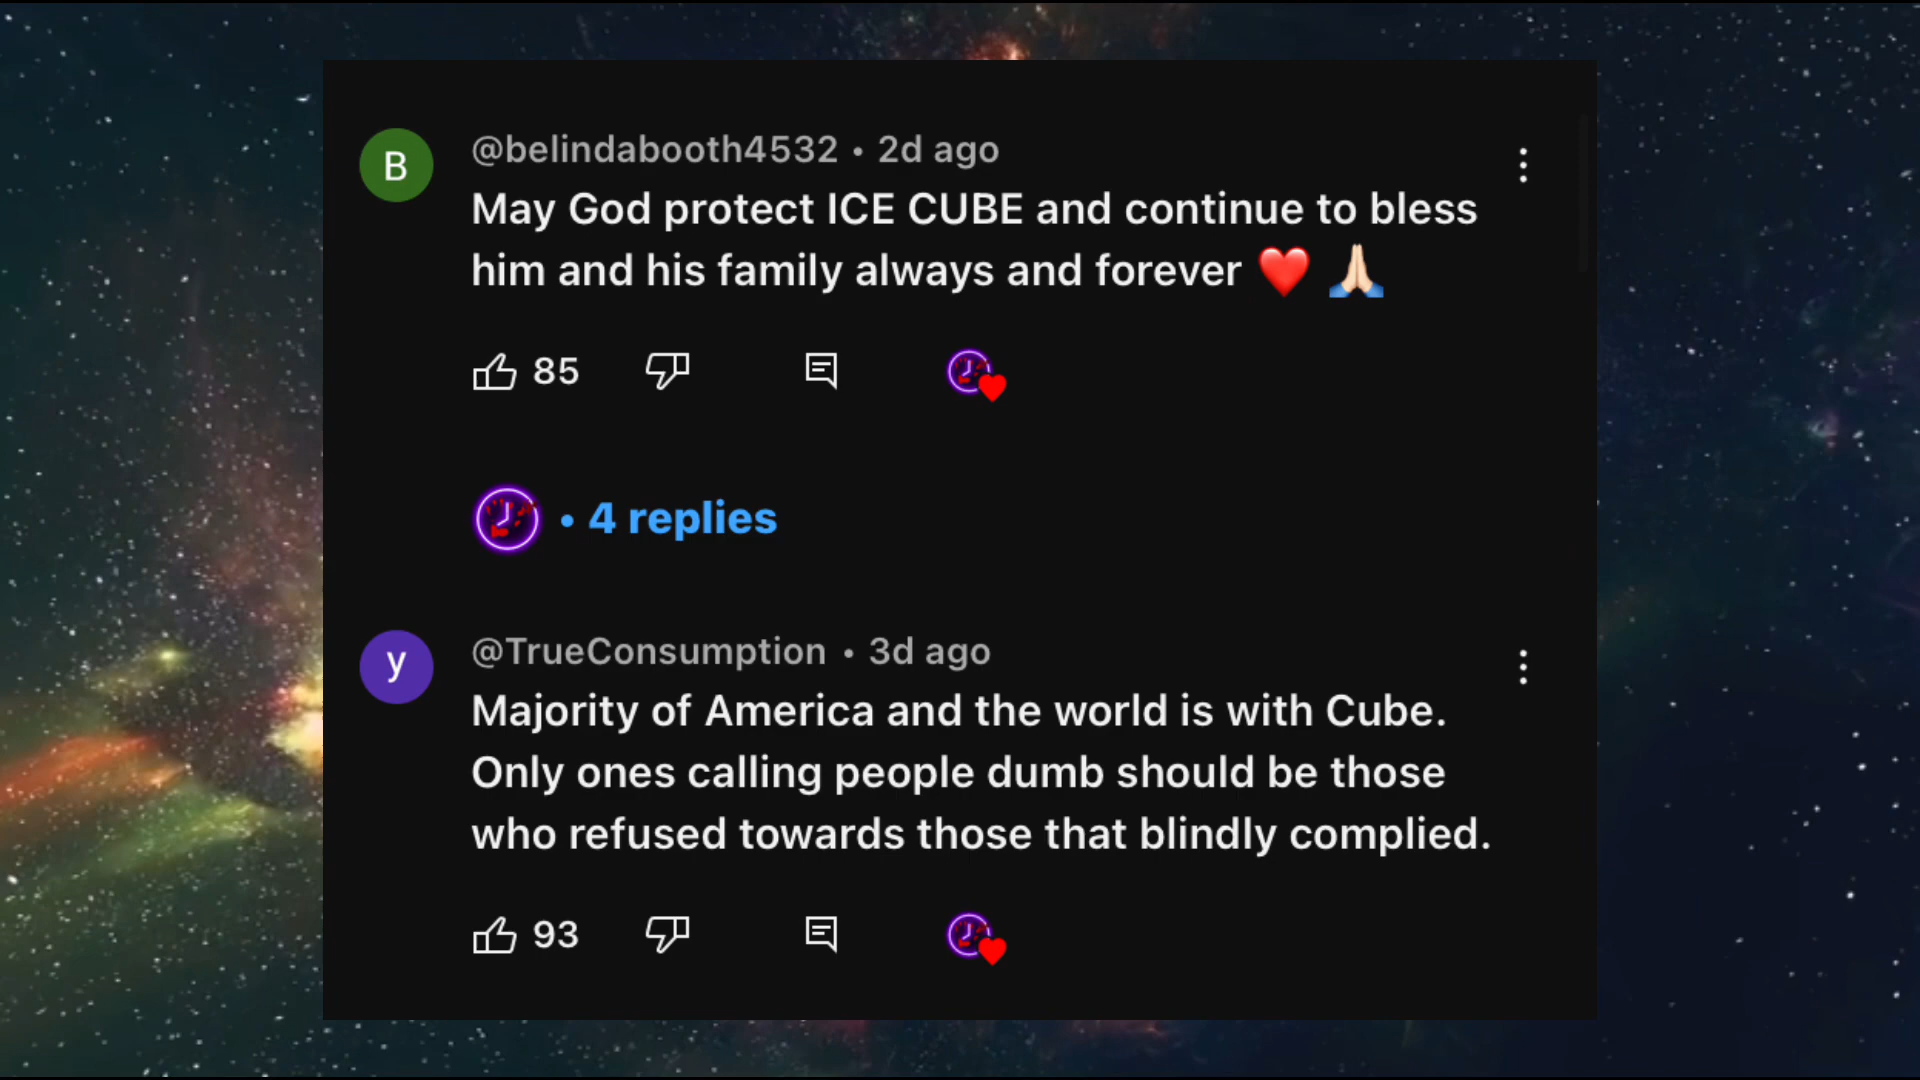 B
@belindabooth4532 • 2d ago
May God protect ICE CUBE and continue to bless
him and his family always and forever ❤️ 🙏🏻
85
• 4 replies
y
@TrueConsumption • 3d ago
Majority of America and the world is with Cube.
Only ones calling people dumb should be those
who refused towards those that blindly complied.
93